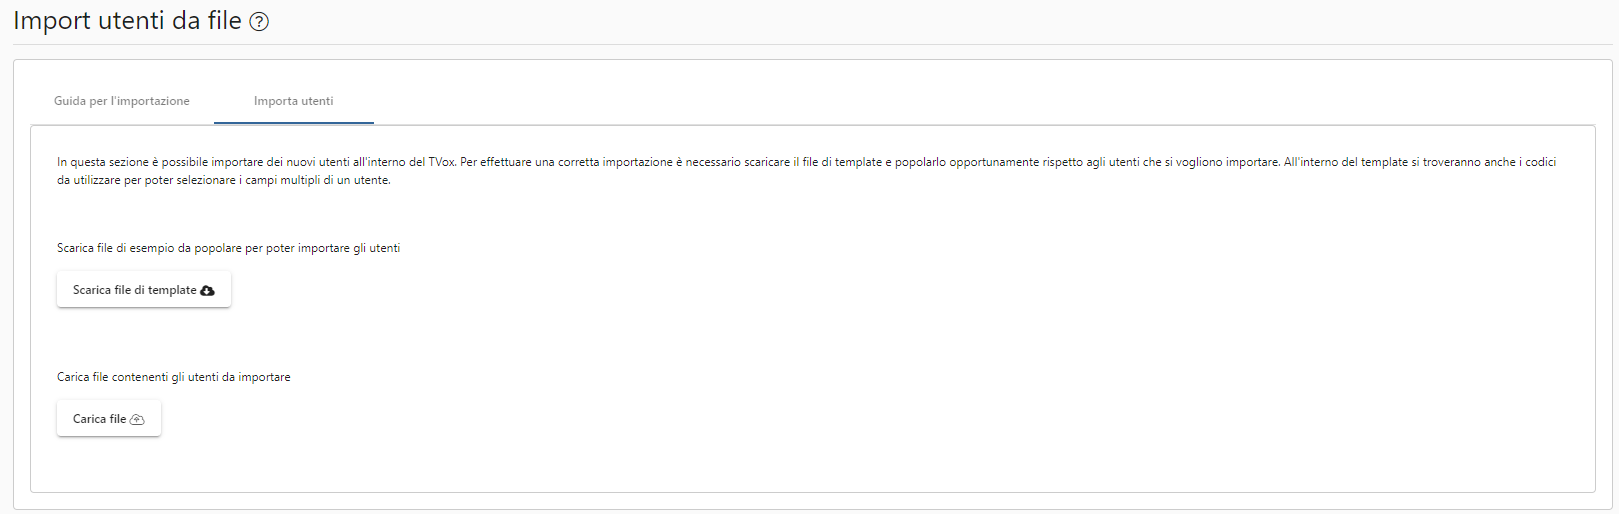 Import utenti da file
Guida per l'importazione
Importa utenti
In questa sezione è possibile importare dei nuovi utenti all'interno del TVox. Per effettuare una corretta importazione è necessario scaricare il file di template e popolarlo opportunamente rispetto agli utenti che si vogliono importare. All'interno del template si troveranno anche i codici
da utilizzare per poter selezionare i campi multipli di un utente.
Scarica file di esempio da popolare per poter importare gli utenti
Scarica file di template
Carica file contenenti gli utenti da importare
Carica file